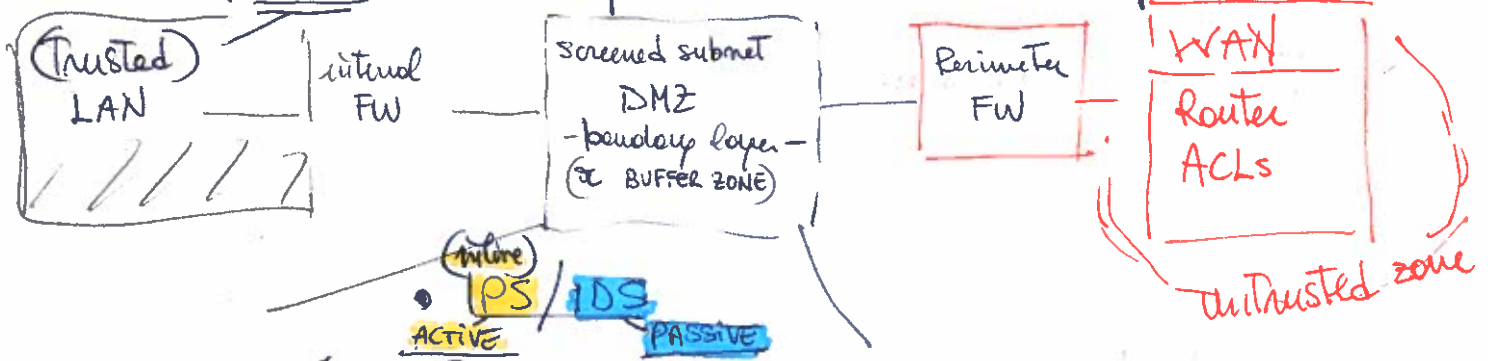 (Trusted)
LAN
internal
FW
screened subnet
DMZ
- boundary layer -
BUFFER ZONE)
Perimeter
FW
WAN
Router
ACLs
untrusted zone
(inline)
IPS / IDS
ACTIVE
PASSIVE